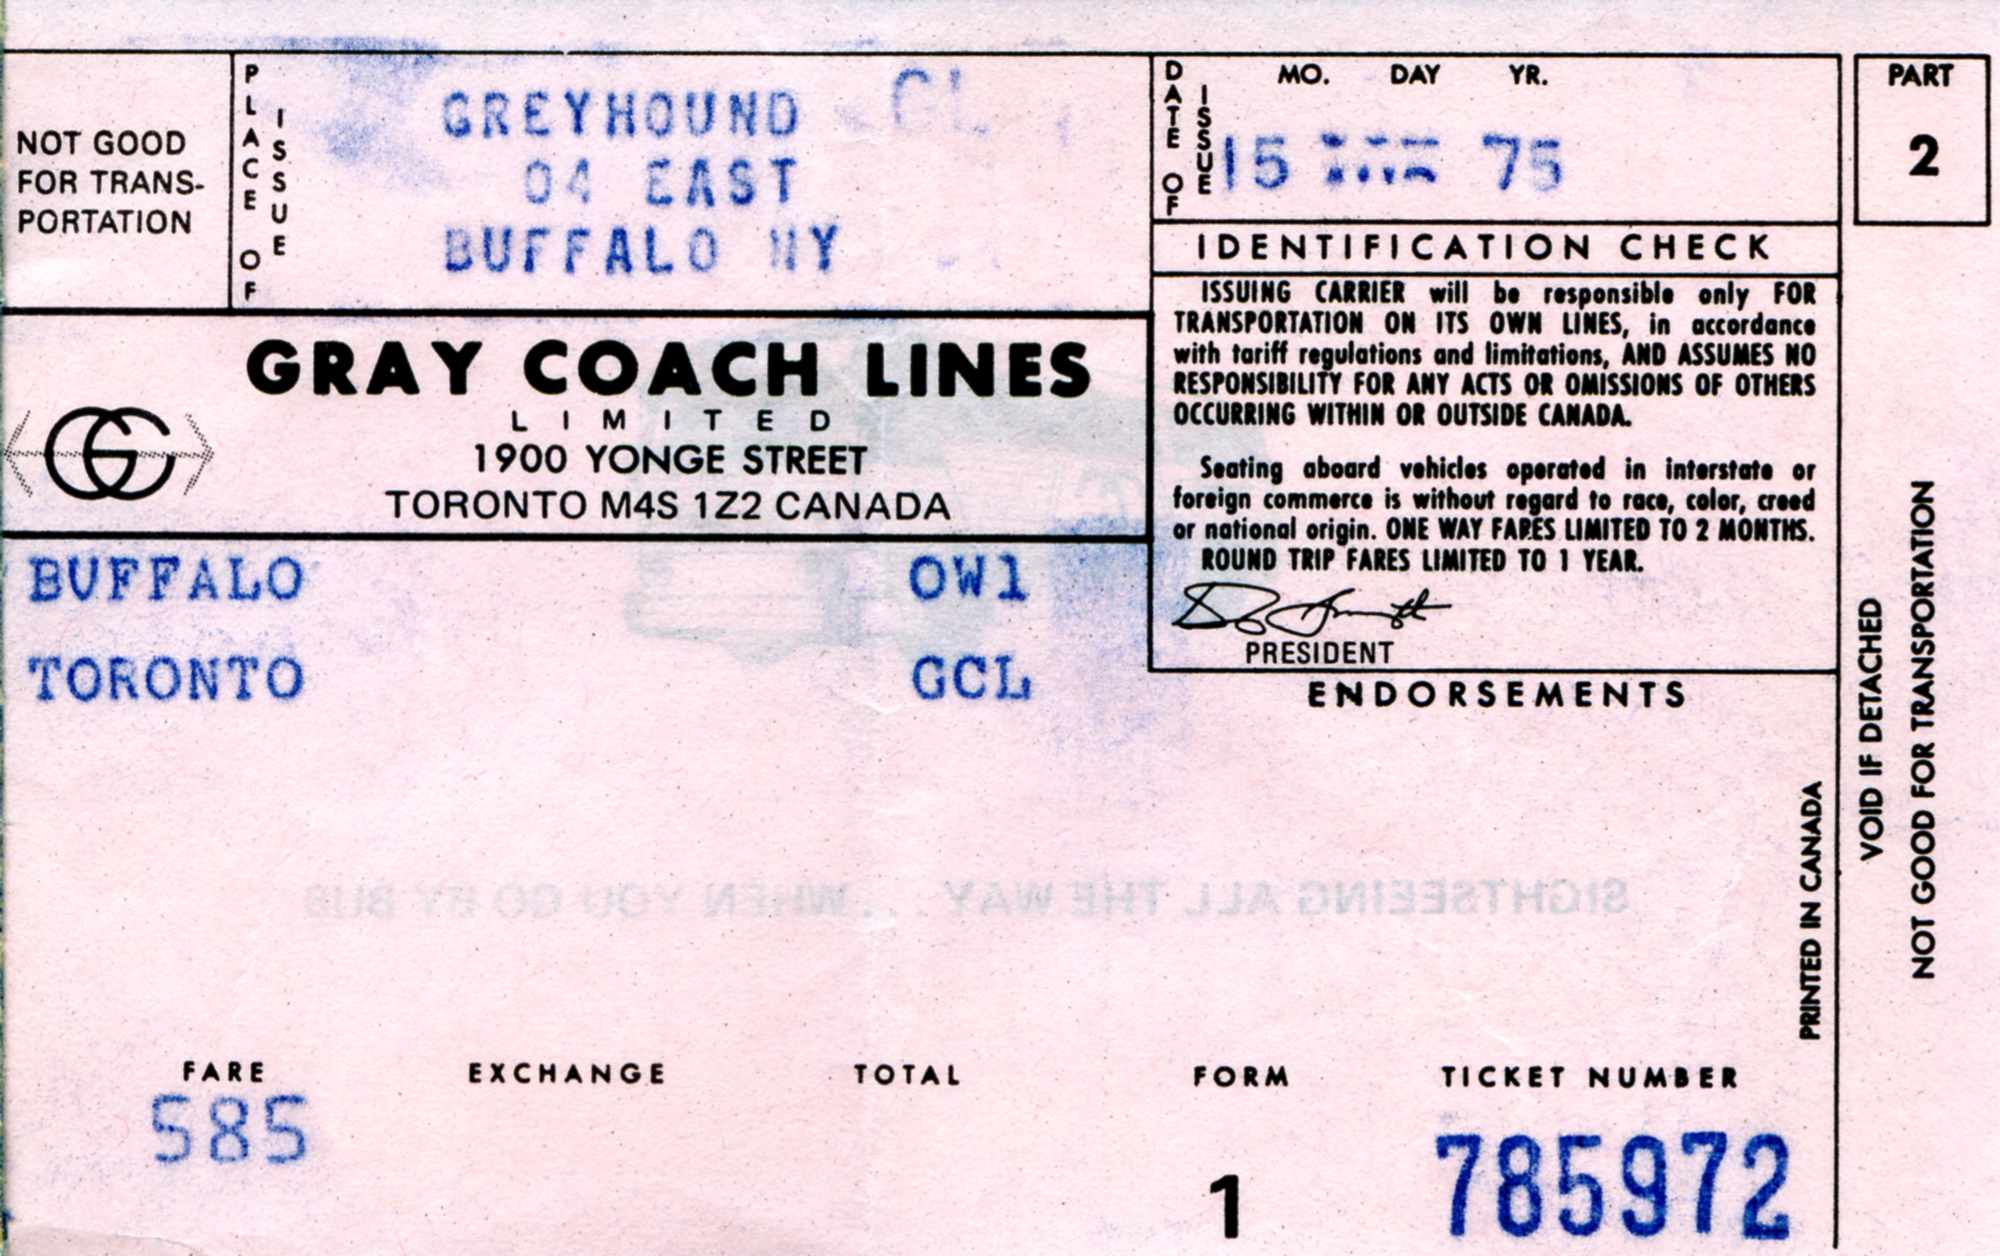 NOT GOOD
FOR TRANS-
PORTATION
PLACE OF
ISSUE
GREYHOUND
04 EAST
BUFFALO NY
GCL
DATE OF
ISSUE
MO. DAY YR.
15 75
PART
2
IDENTIFICATION CHECK
ISSUING CARRIER will be responsible only FOR
TRANSPORTATION ON ITS OWN LINES, in accordance
with tariff regulations and limitations, AND ASSUMES NO
RESPONSIBILITY FOR ANY ACTS OR OMISSIONS OF OTHERS
OCCURRING WITHIN OR OUTSIDE CANADA.
Seating aboard vehicles operated in interstate or
foreign commerce is without regard to race, color, creed
or national origin. ONE WAY FARES LIMITED TO 2 MONTHS.
ROUND TRIP FARES LIMITED TO 1 YEAR.
PRESIDENT
GRAY COACH LINES
LIMITED
1900 YONGE STREET
TORONTO M4S 1Z2 CANADA
BUFFALO OW1
TORONTO GCL
ENDORSEMENTS
SIGHTSEEING ALL THE WAY ... WHEN YOU GO BY BUS
PRINTED IN CANADA
VOID IF DETACHED
NOT GOOD FOR TRANSPORTATION
FARE EXCHANGE TOTAL FORM TICKET NUMBER
585
1 785972